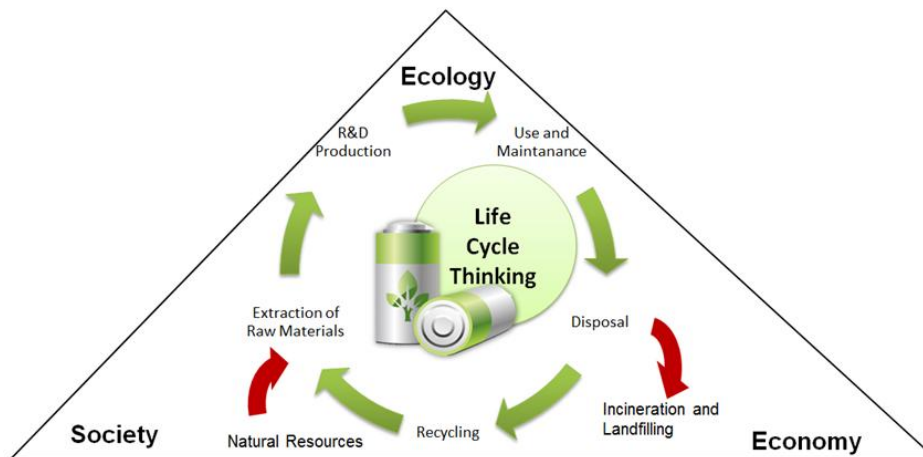 Ecology
R&D
Production
Use and
Maintanance
Life
Cycle
Thinking
Extraction of
Raw Materials
Disposal
Incineration and
Landfilling
Recycling
Natural Resources
Society
Economy